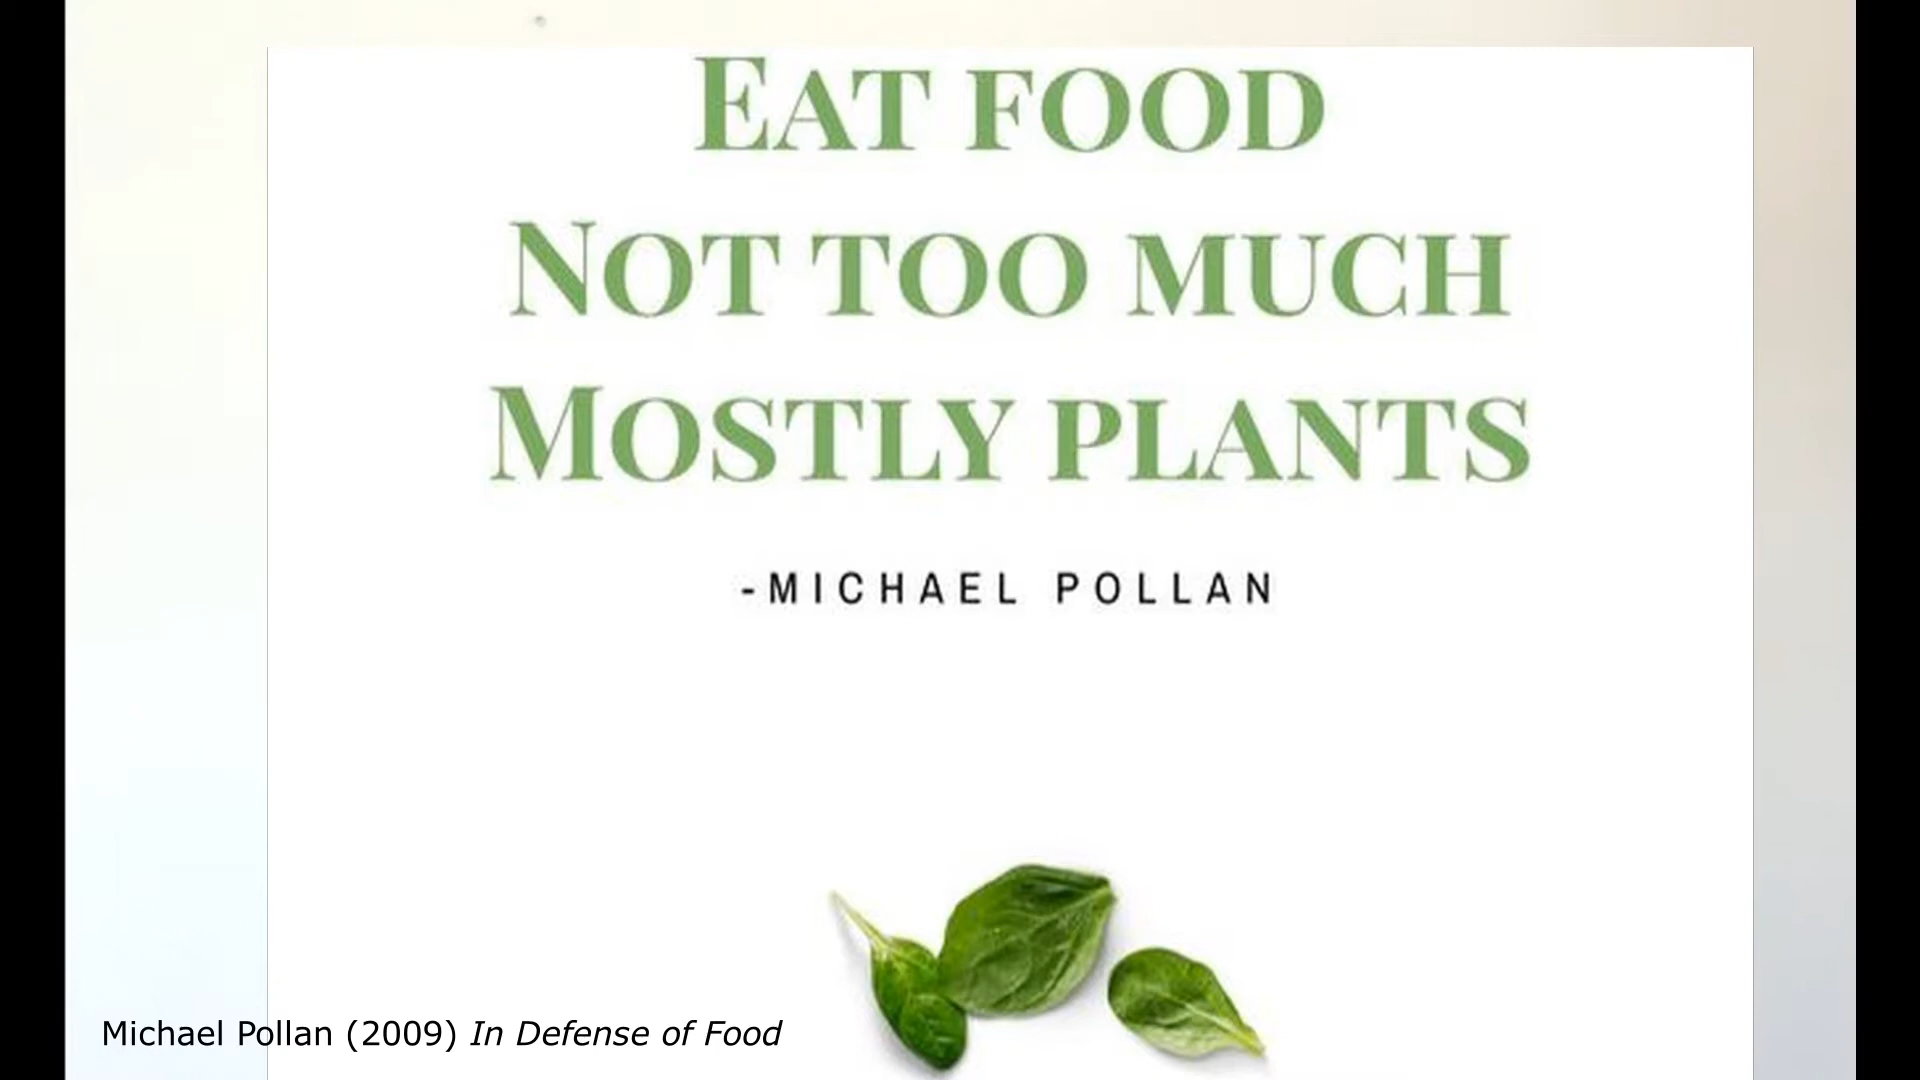 EAT FOOD
NOT TOO MUCH
MOSTLY PLANTS
-MICHAEL POLLAN
Michael Pollan (2009) In Defense of Food